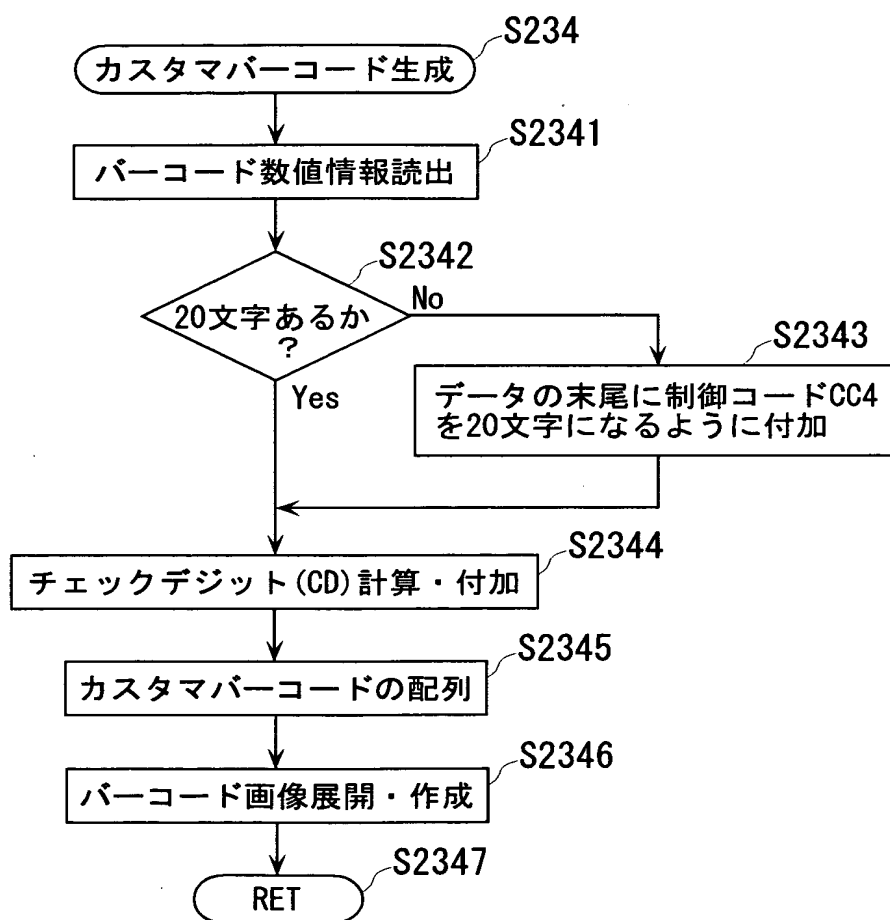 S234
カスタマバーコード生成
S2341
バーコード数値情報読出
S2342
20文字あるか
?
No
Yes
S2343
データの末尾に制御コードCC4
を20文字になるように付加
S2344
チェックデジット(CD)計算・付加
S2345
カスタマバーコードの配列
S2346
バーコード画像展開・作成
S2347
RET